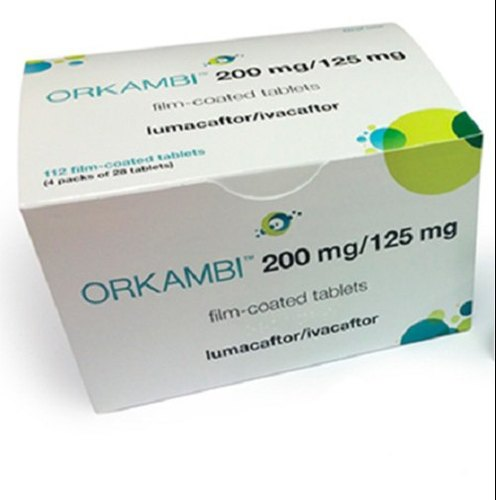 ORKAMBI™ 200 mg/125 mg
film-coated tablets
lumacaftor/ivacaftor
112 film-coated tablets
(4 packs of 28 tablets)
ORKAMBI™ 200 mg/125 mg
film-coated tablets
lumacaftor/ivacaftor